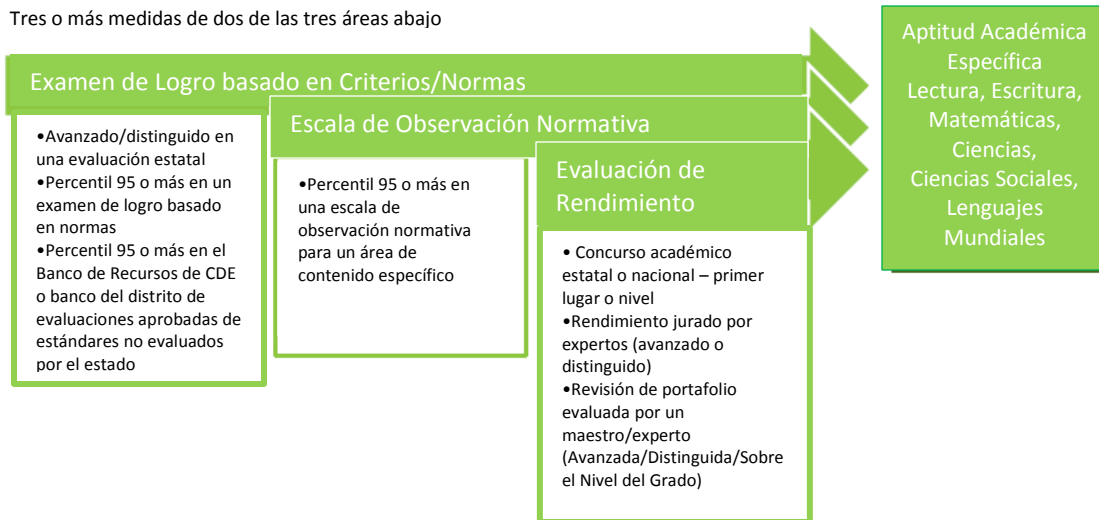 Tres o más medidas de dos de las tres áreas abajo
Examen de Logro basado en Criterios/Normas
•Avanzado/distinguido en
una evaluación estatal
•Percentil 95 o más en un
examen de logro basado
en normas
•Percentil 95 o más en el
Banco de Recursos de CDE
o banco del distrito de
evaluaciones aprobadas de
estándares no evaluados
por el estado
Escala de Observación Normativa
•Percentil 95 o más en
una escala de
observación normativa
para un área de
contenido específico
Evaluación de
Rendimiento
• Concurso académico
estatal o nacional – primer
lugar o nivel
•Rendimiento jurado por
expertos (avanzado o
distinguido)
•Revisión de portafolio
evaluada por un
maestro/experto
(Avanzada/Distinguida/Sobre
el Nivel del Grado)
Aptitud Académica
Específica
Lectura, Escritura,
Matemáticas,
Ciencias,
Ciencias Sociales,
Lenguajes
Mundiales